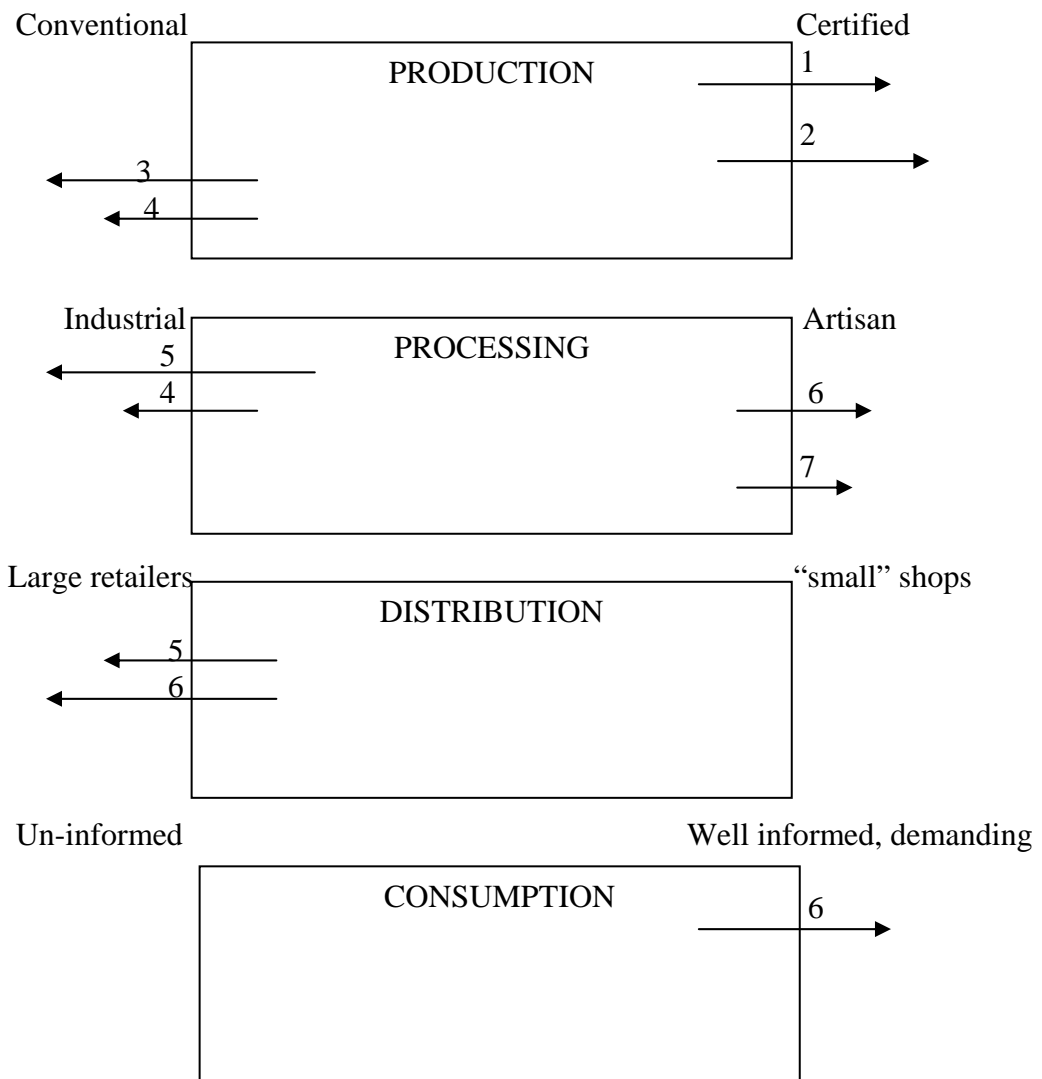 Conventional Certified
PRODUCTION
1
2
3
4
Industrial Artisan
PROCESSING
5
4 6
7
Large retailers “small” shops
DISTRIBUTION
5
6
Un-informed Well informed, demanding
CONSUMPTION
6